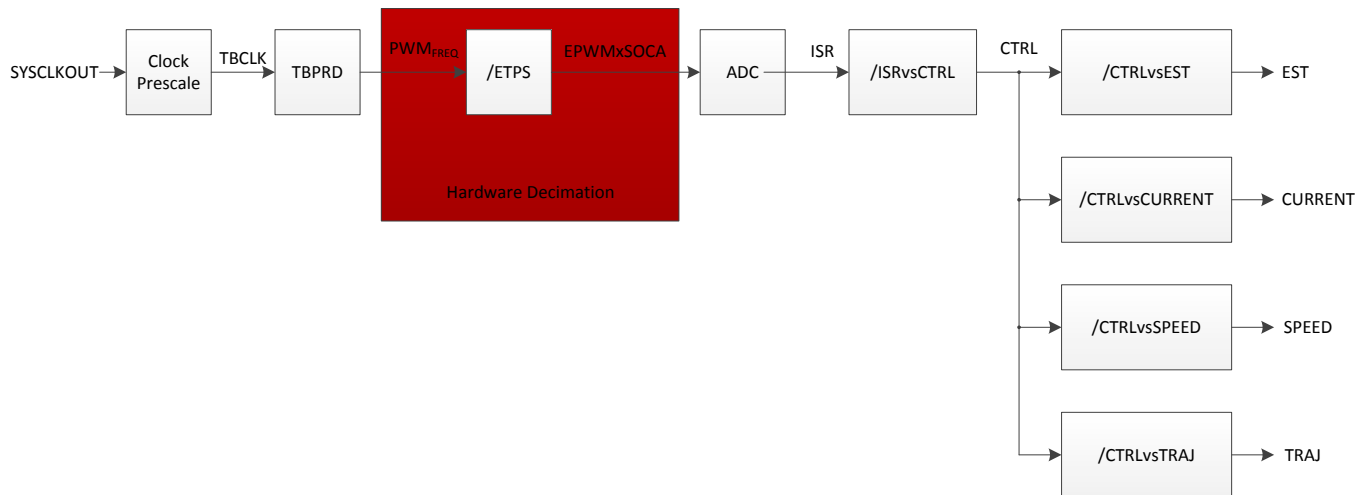 SYSCLKOUT
Clock
Prescale
TBCLK
TBPRD
PWMFREQ
/ETPS
EPWMxSOCA
Hardware Decimation
ADC
ISR
/ISRvsCTRL
CTRL
/CTRLvsEST
EST
/CTRLvsCURRENT
CURRENT
/CTRLvsSPEED
SPEED
/CTRLvsTRAJ
TRAJ